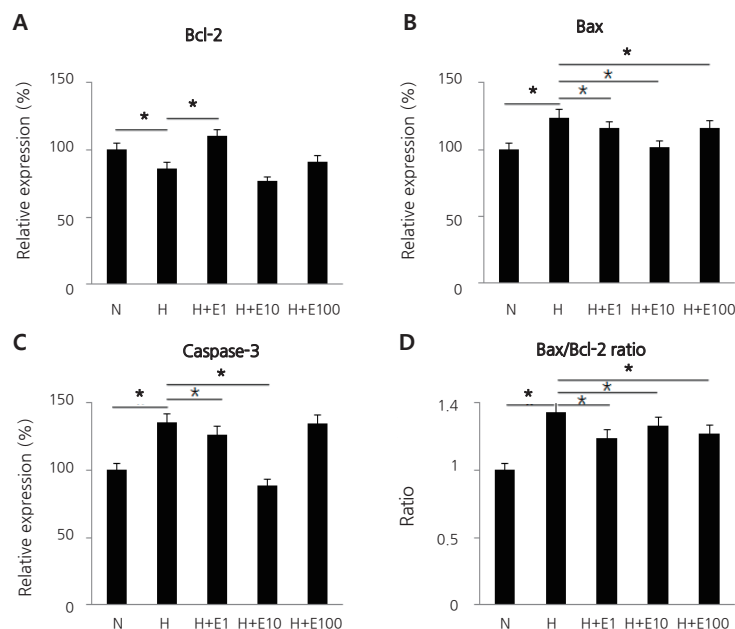 A
Bcl-2
Relative expression (%)
150
100
50
0
*
*
N H H+E1 H+E10 H+E100
B
Bax
Relative expression (%)
150
100
50
0
*
*
*
*
N H H+E1 H+E10 H+E100
C
Caspase-3
Relative expression (%)
150
100
50
0
*
*
*
N H H+E1 H+E10 H+E100
D
Bax/Bcl-2 ratio
Ratio
1.4
1
0.5
0
*
*
*
*
N H H+E1 H+E10 H+E100